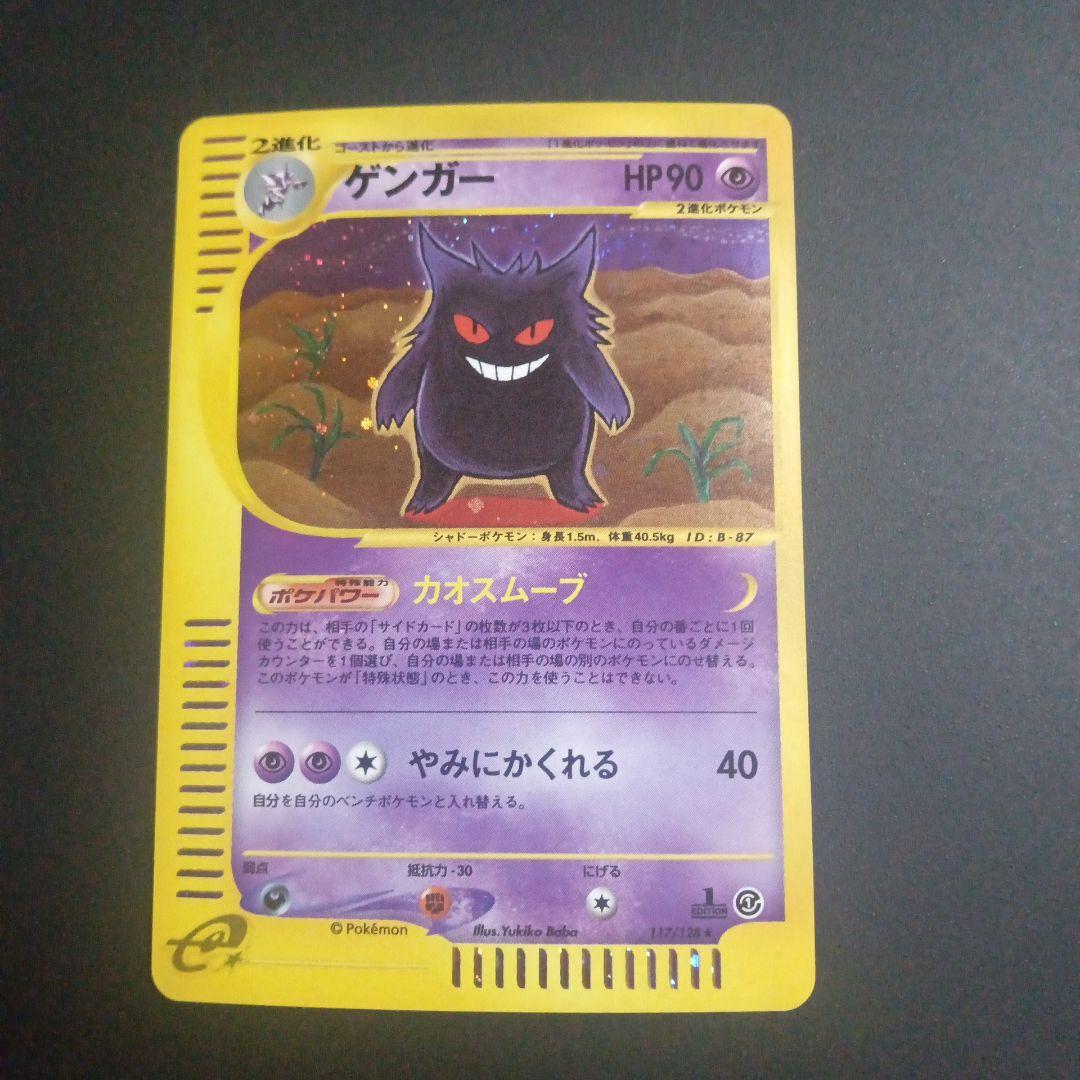 2進化 ゴーストから進化
ゲンガー HP90
2進化ポケモン
シャドーポケモン：身長1.5m、体重40.5kg ID：B-87
特殊能力
ポケパワー カオスムーブ
この力は、相手の「サイドカード」の枚数が3枚以下のとき、自分の番ごとに1回
使うことができる。自分の場または相手の場のポケモンにのっているダメージ
カウンターを1個選び、自分の場または相手の場の別のポケモンにのせ替える。
このポケモンが「特殊状態」のとき、この力を使うことはできない。
やみにかくれる 40
自分を自分のベンチポケモンと入れ替える。
弱点 抵抗力-30 にげる
1
EDITION
©Pokémon Illus.Yukiko Baba 117/128★